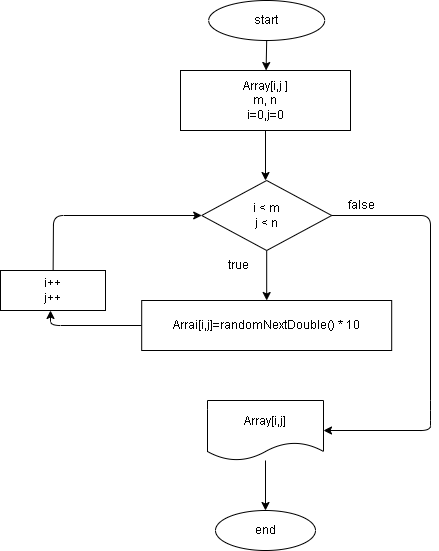 start
Array[i,j ]
m, n
i=0,j=0
i < m
j < n
false
true
i++
j++
Arrai[i,j]=randomNextDouble() * 10
Array[i,j]
end